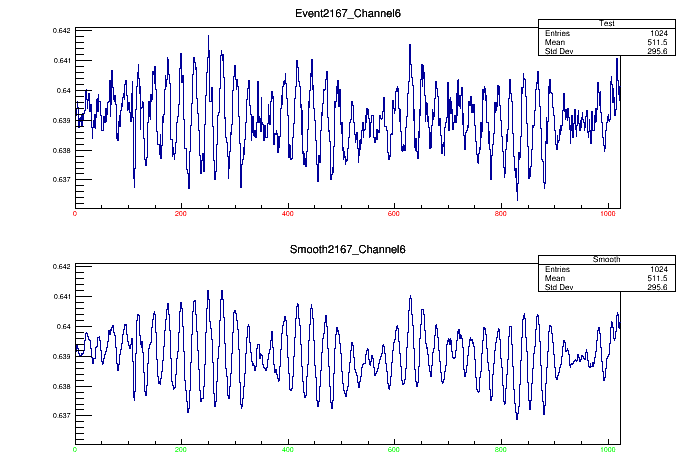 Event2167_Channel6
Test
Entries 1024
Mean 511.5
Std Dev 295.6
0.642
0.641
0.64
0.639
0.638
0.637
0 200 400 600 800 1000
Smooth2167_Channel6
Smooth
Entries 1024
Mean 511.5
Std Dev 295.6
0.642
0.641
0.64
0.639
0.638
0.637
0 200 400 600 800 1000